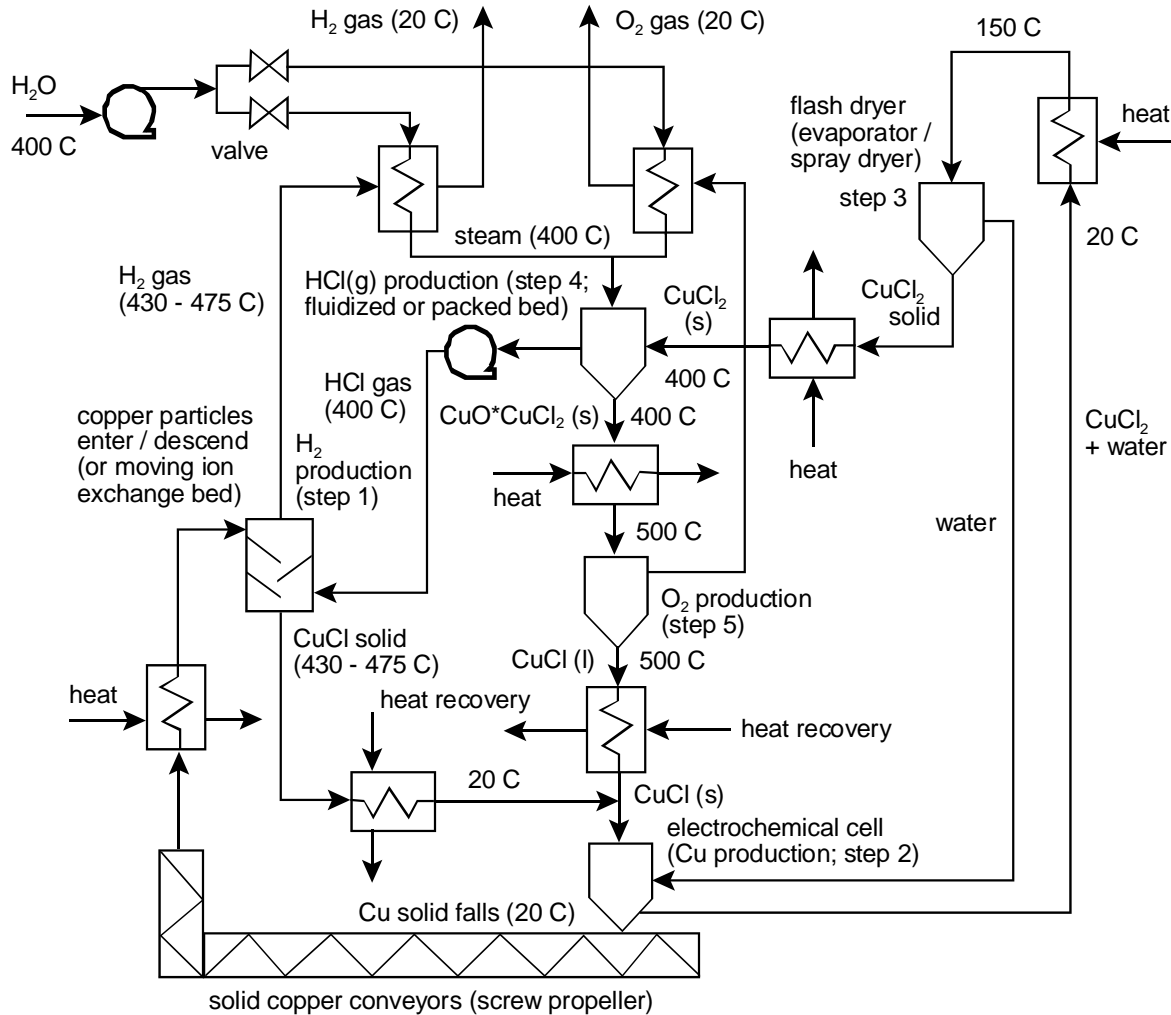 H₂ gas (20 C)
O₂ gas (20 C)
150 C
H₂O
400 C
valve
flash dryer
(evaporator /
spray dryer)
step 3
heat
20 C
steam (400 C)
H₂ gas
(430 - 475 C)
HCl(g) production (step 4;
fluidized or packed bed)
CuCl₂
(s)
CuCl₂
solid
400 C
HCl gas
(400 C)
CuO*CuCl₂ (s)
400 C
copper particles
enter / descend
(or moving ion
exchange bed)
H₂
production
(step 1)
heat
heat
CuCl₂
+ water
500 C
water
O₂ production
(step 5)
CuCl solid
(430 - 475 C)
CuCl (l)
500 C
heat
heat recovery
heat recovery
20 C
CuCl (s)
electrochemical cell
(Cu production; step 2)
Cu solid falls (20 C)
solid copper conveyors (screw propeller)